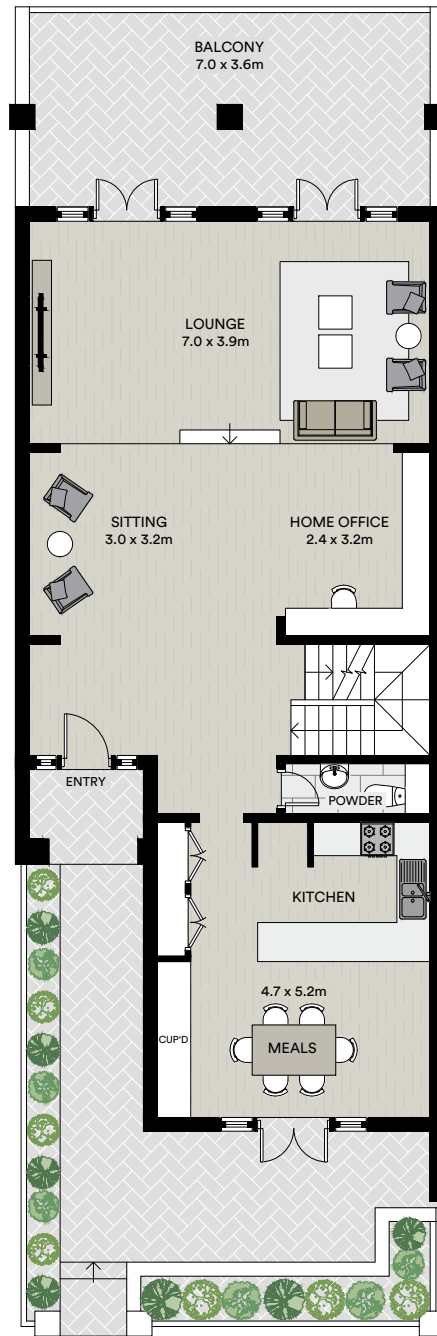 BALCONY
7.0 x 3.6m
LOUNGE
7.0 x 3.9m
SITTING
3.0 x 3.2m
HOME OFFICE
2.4 x 3.2m
ENTRY
POWDER
KITCHEN
4.7 x 5.2m
CUP'D
MEALS